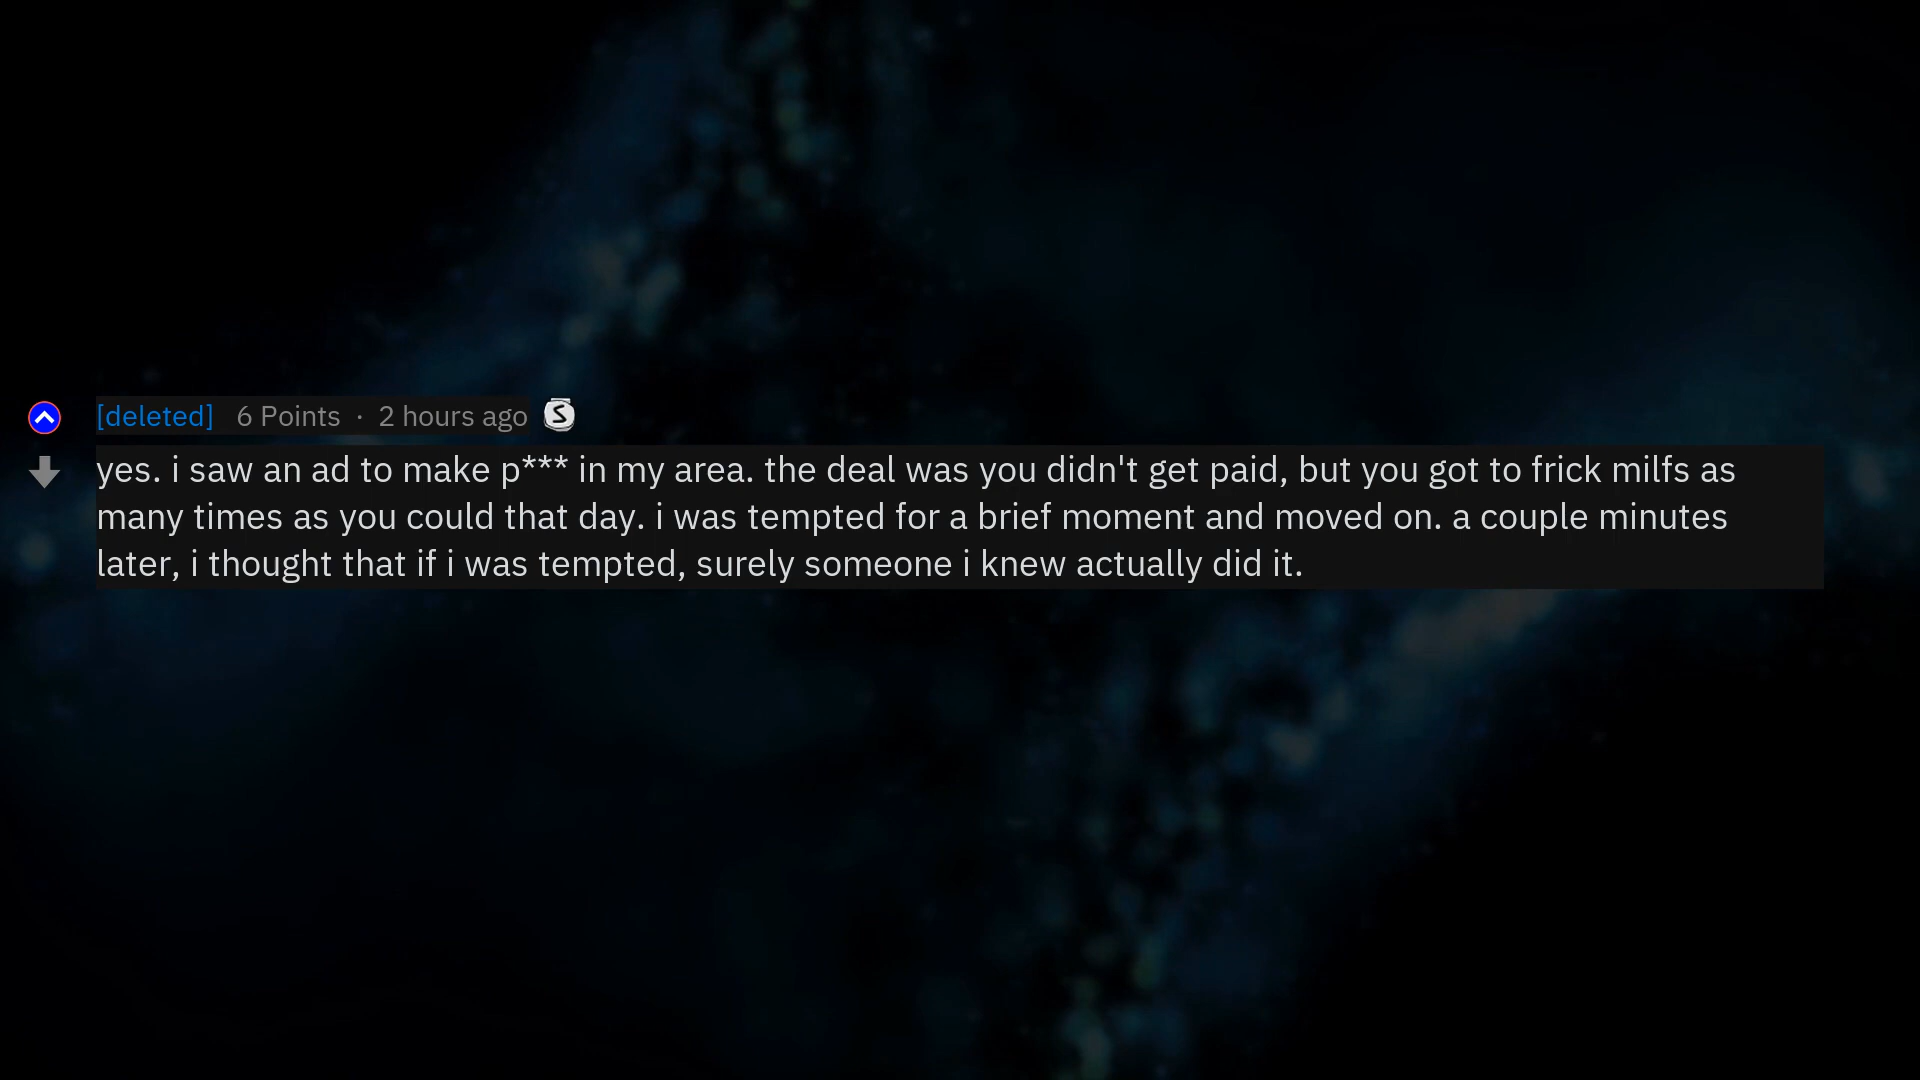 [deleted] 6 Points · 2 hours ago S
yes. i saw an ad to make p*** in my area. the deal was you didn't get paid, but you got to frick milfs as
many times as you could that day. i was tempted for a brief moment and moved on. a couple minutes
later, i thought that if i was tempted, surely someone i knew actually did it.